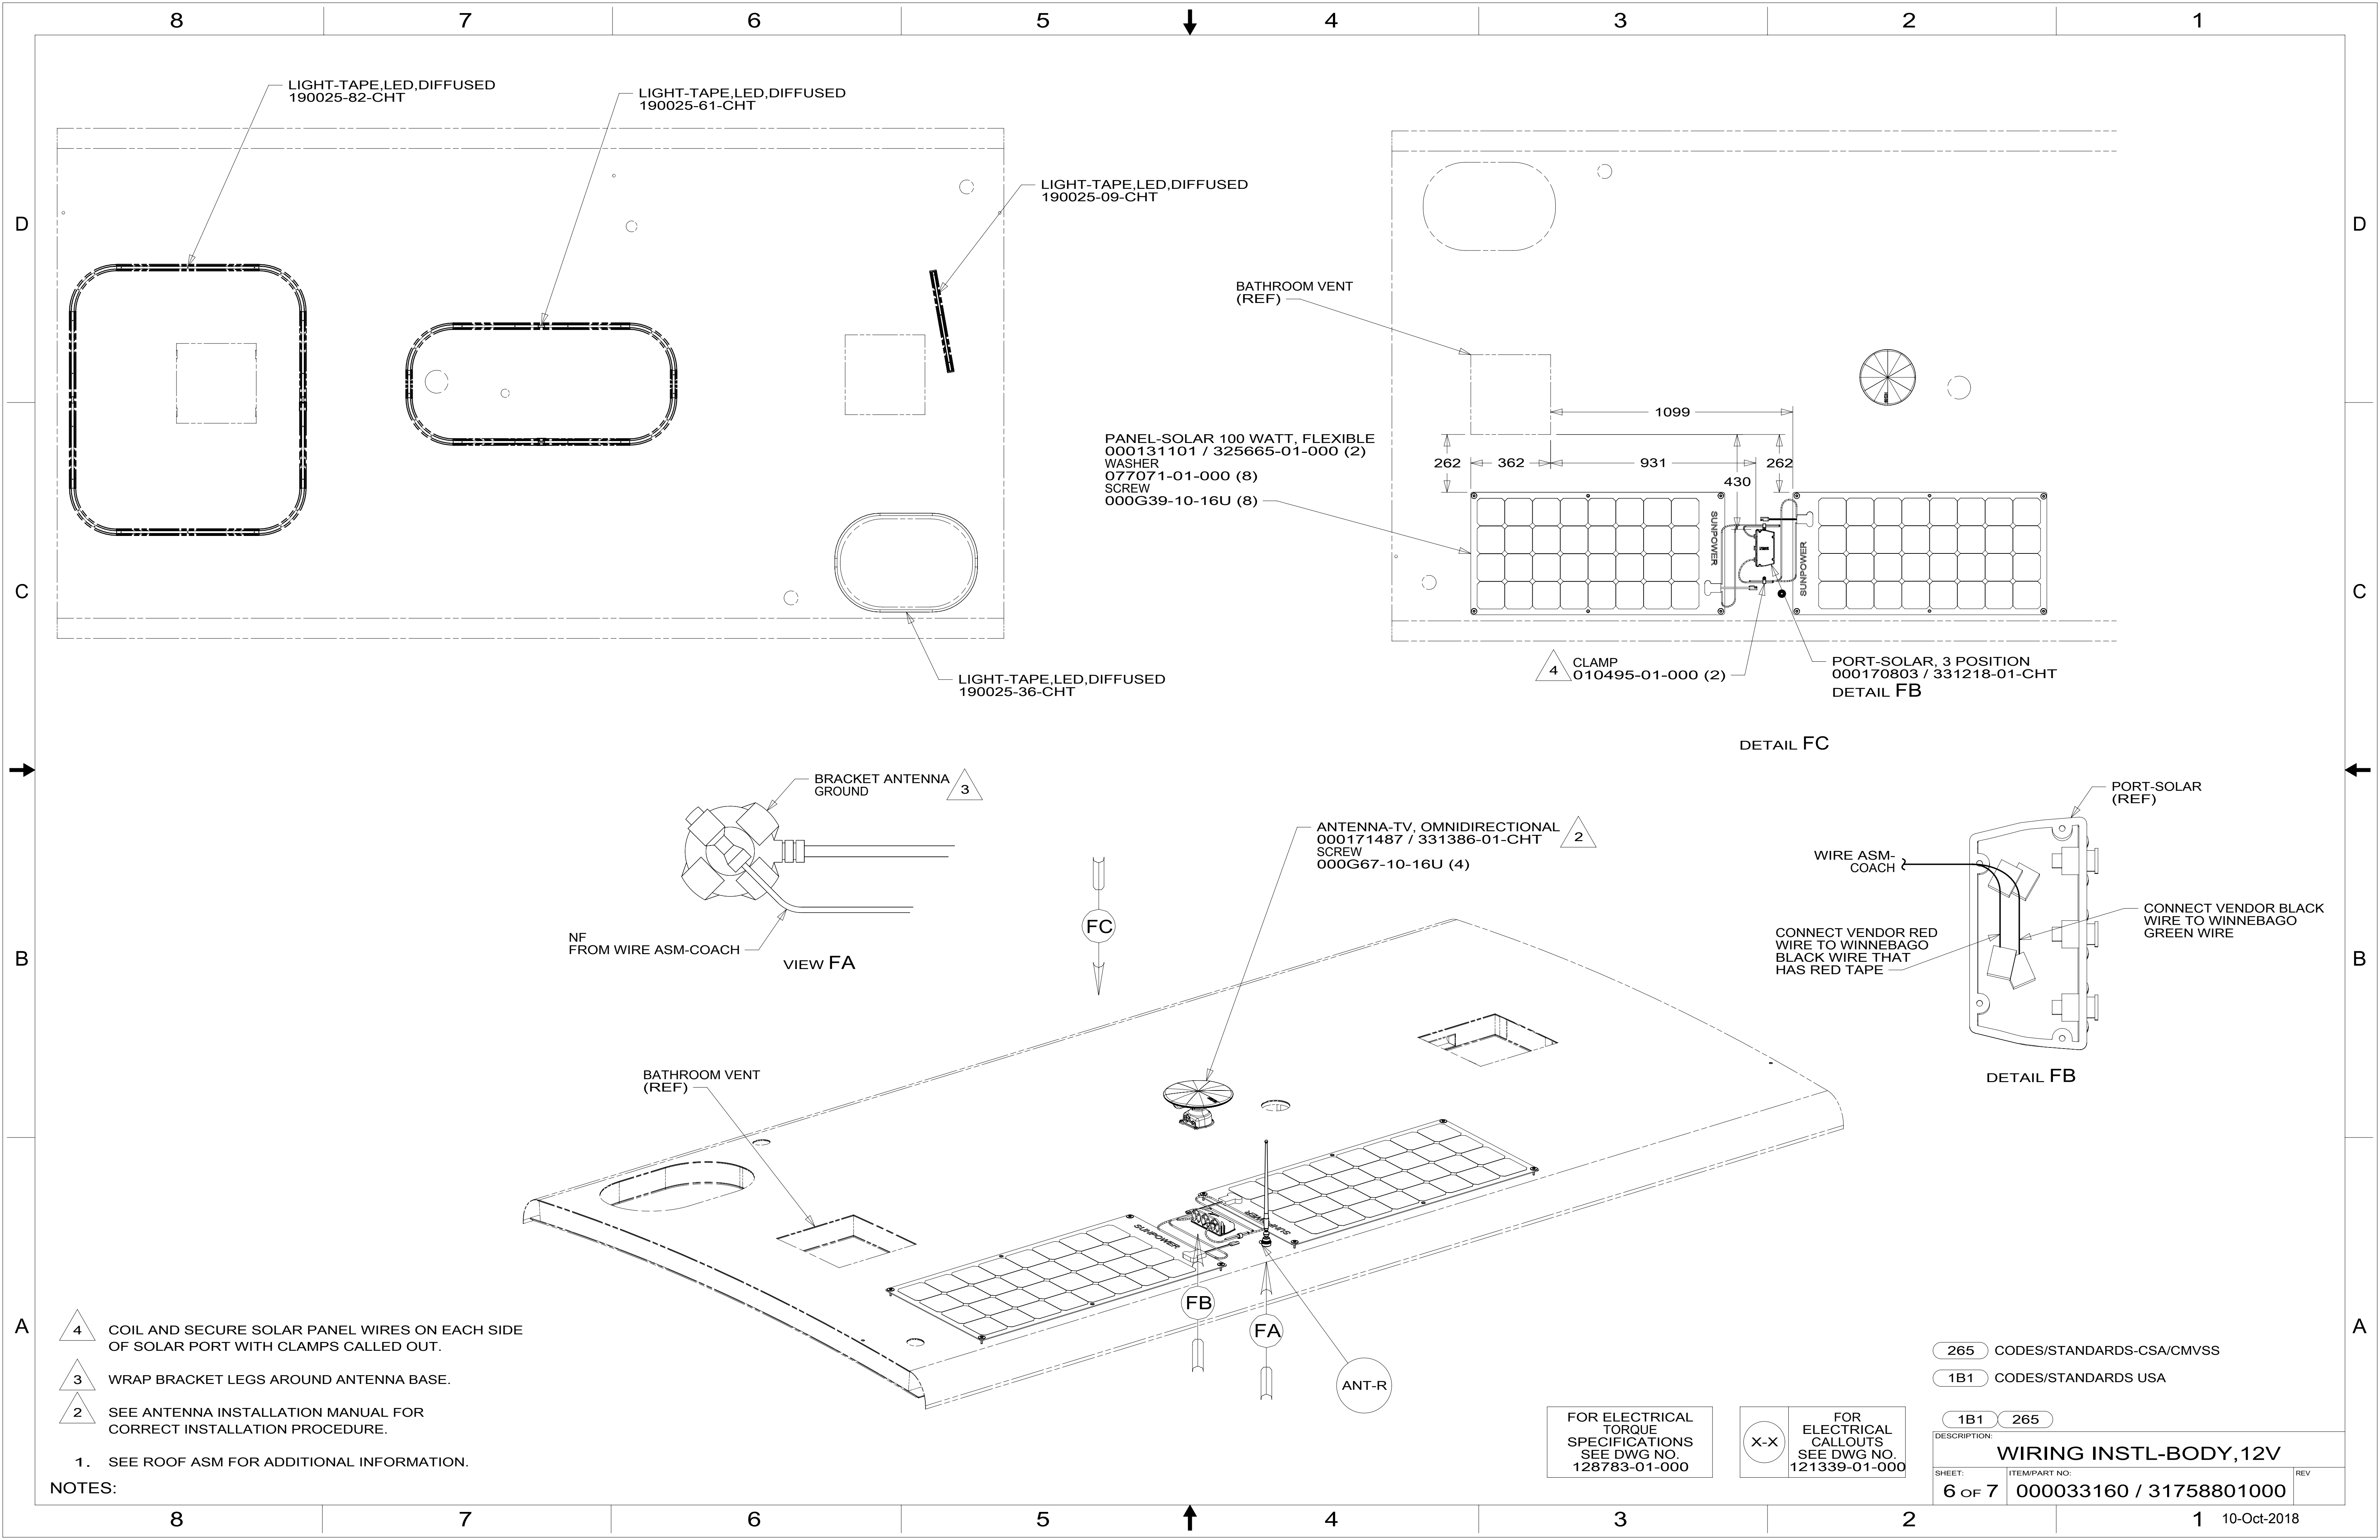 8 7 6 5 4 3 2 1
LIGHT-TAPE,LED,DIFFUSED
190025-82-CHT
LIGHT-TAPE,LED,DIFFUSED
190025-61-CHT
LIGHT-TAPE,LED,DIFFUSED
190025-09-CHT
D
D
BATHROOM VENT
(REF)
1099
PANEL-SOLAR 100 WATT, FLEXIBLE
000131101 / 325665-01-000 (2)
WASHER
077071-01-000 (8)
SCREW
000G39-10-16U (8)
262
362
931
262
430
SUNPOWER
SUNPOWER
C
C
LIGHT-TAPE,LED,DIFFUSED
190025-36-CHT
4
CLAMP
010495-01-000 (2)
PORT-SOLAR, 3 POSITION
000170803 / 331218-01-CHT
DETAIL FB
DETAIL FC
BRACKET ANTENNA
GROUND
3
NF
FROM WIRE ASM-COACH
VIEW FA
ANTENNA-TV, OMNIDIRECTIONAL
000171487 / 331386-01-CHT
SCREW
000G67-10-16U (4)
2
FC
PORT-SOLAR
(REF)
WIRE ASM-
COACH
CONNECT VENDOR BLACK
WIRE TO WINNEBAGO
GREEN WIRE
CONNECT VENDOR RED
WIRE TO WINNEBAGO
BLACK WIRE THAT
HAS RED TAPE
DETAIL FB
B
B
BATHROOM VENT
(REF)
SUNPOWER
SUNPOWER
FB
FA
ANT-R
A
A
4 COIL AND SECURE SOLAR PANEL WIRES ON EACH SIDE
OF SOLAR PORT WITH CLAMPS CALLED OUT.
3 WRAP BRACKET LEGS AROUND ANTENNA BASE.
2 SEE ANTENNA INSTALLATION MANUAL FOR
CORRECT INSTALLATION PROCEDURE.
1. SEE ROOF ASM FOR ADDITIONAL INFORMATION.
NOTES:
FOR ELECTRICAL
TORQUE
SPECIFICATIONS
SEE DWG NO.
128783-01-000
X-X
FOR
ELECTRICAL
CALLOUTS
SEE DWG NO.
121339-01-000
265 CODES/STANDARDS-CSA/CMVSS
1B1 CODES/STANDARDS USA
1B1 265
DESCRIPTION:
WIRING INSTL-BODY,12V
SHEET:
6 OF 7
ITEM/PART NO:
000033160 / 31758801000
REV
8 7 6 5 4 3 2 1
10-Oct-2018